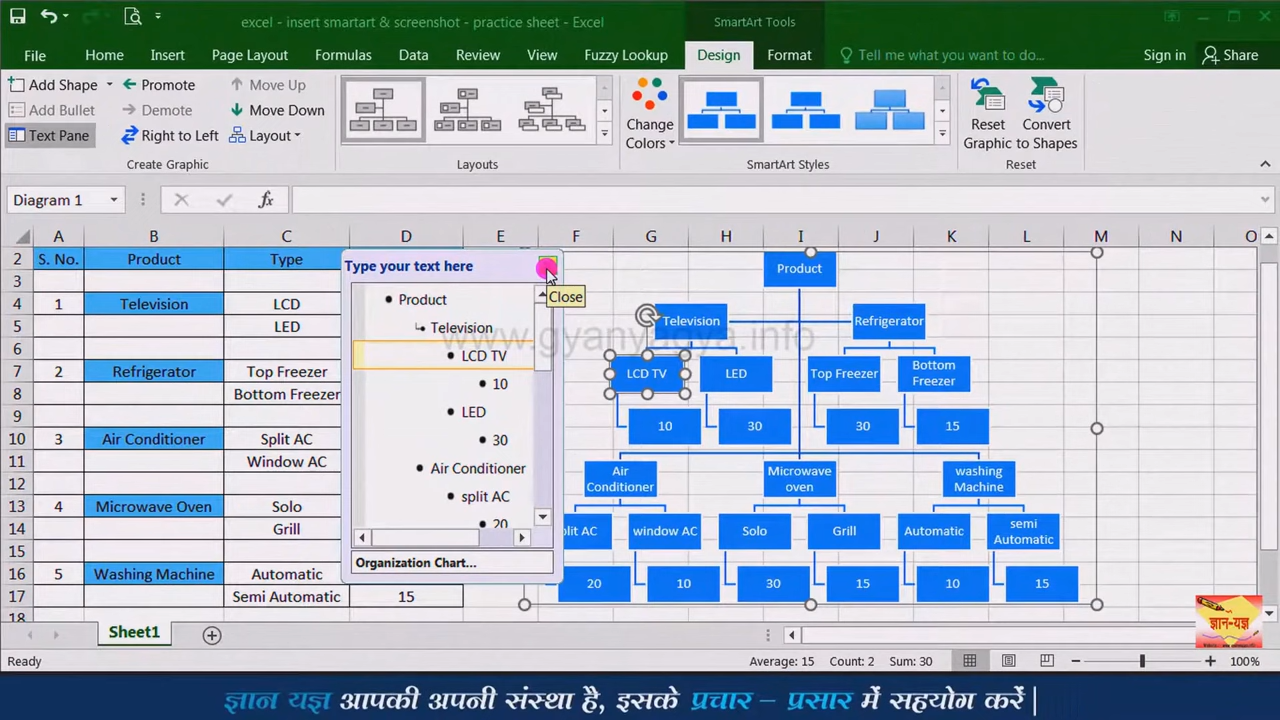 excel - insert smartart & screenshot - practice sheet - Excel
SmartArt Tools
File Home Insert Page Layout Formulas Data Review View Fuzzy Lookup Design Format Tell me what you want to do... Sign in Share
Add Shape Promote Move Up
Add Bullet Demote Move Down
Text Pane Right to Left Layout
Create Graphic
Layouts
Change
Colors
SmartArt Styles
Reset
Graphic
Convert
to Shapes
Reset
Diagram 1
fx
A B C D E F G H I J K L M N O
2 S. No. Product Type
3
4 1 Television LCD
5 LED
6
7 2 Refrigerator Top Freezer
8 Bottom Freezer
9
10 3 Air Conditioner Split AC
11 Window AC
12
13 4 Microwave Oven Solo
14 Grill
15
16 5 Washing Machine Automatic
17 Semi Automatic 15
18
Type your text here
Close
Product
Television
LCD TV
10
LED
30
Air Conditioner
split AC
20
Organization Chart...
Product
Television
Refrigerator
www.gyanyagya.info
LCD TV
LED
Top Freezer
Bottom
Freezer
10
30
30
15
Air
Conditioner
Microwave
oven
washing
Machine
plit AC
window AC
Solo
Grill
Automatic
semi
Automatic
20
10
30
15
10
15
Sheet1
ज्ञान-यज्ञ
Ready
Average: 15 Count: 2 Sum: 30
100%
ज्ञान यज्ञ आपकी अपनी संस्था है, इसके प्रचार – प्रसार में सहयोग करें |